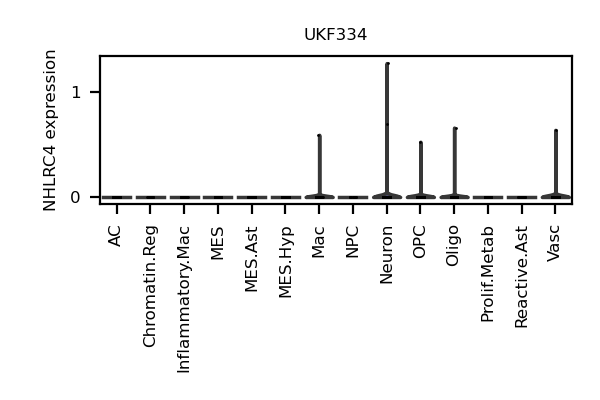 UKF334
NHLRC4 expression
1
0
AC
Chromatin.Reg
Inflammatory.Mac
MES
MES.Ast
MES.Hyp
Mac
NPC
Neuron
OPC
Oligo
Prolif.Metab
Reactive.Ast
Vasc